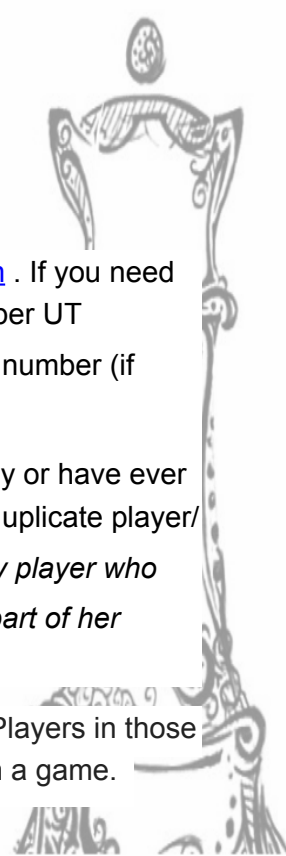 . If you need
per UT
number (if
y or have ever
uplicate player/
y player who
part of her
Players in those
a game.